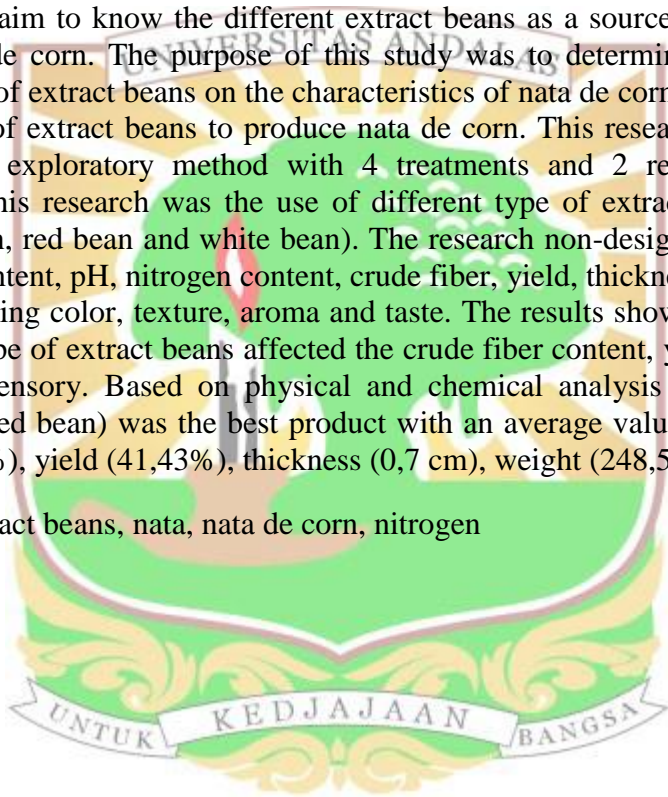 aim to know the different extract beans as a source
de corn. The purpose of this study was to determin
of extract beans on the characteristics of nata de corn
of extract beans to produce nata de corn. This resea
exploratory method with 4 treatments and 2 re
his research was the use of different type of extrac
n, red bean and white bean). The research non-desig
ntent, pH, nitrogen content, crude fiber, yield, thickne
ing color, texture, aroma and taste. The results show
pe of extract beans affected the crude fiber content, y
ensory. Based on physical and chemical analysis
ed bean) was the best product with an average valu
%), yield (41,43%), thickness (0,7 cm), weight (248,5
act beans, nata, nata de corn, nitrogen
UNIVERSITAS ANDALAS
UNTUK KEDJAJAAN BANGSA